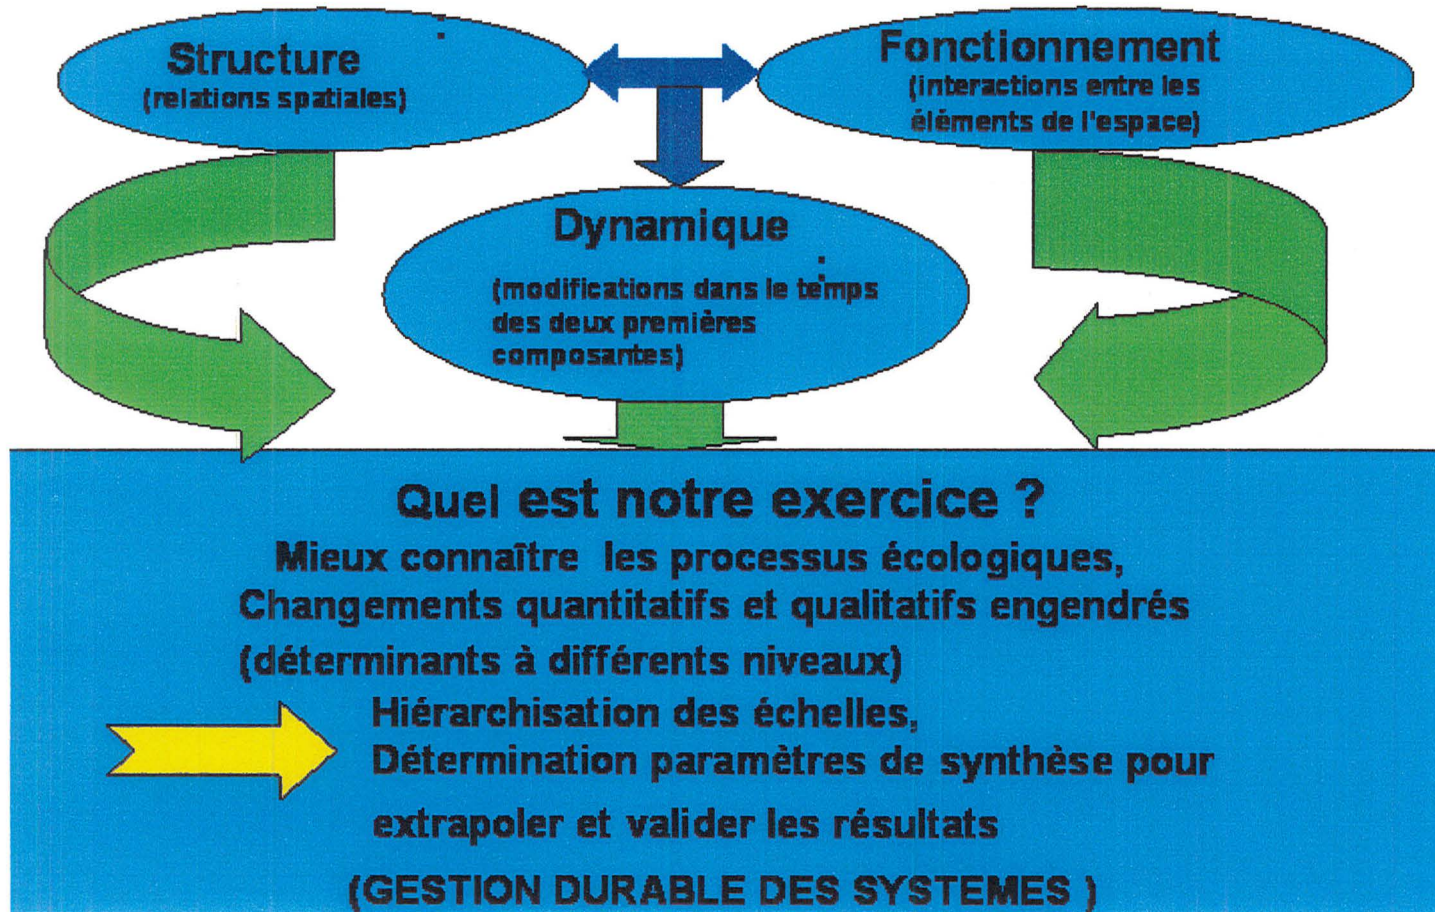 Structure :
(relations spatiales)
Fonctionnement
(interactions entre les
éléments de l'espace)
Dynamique :
(modifications dans le temps
des deux premières
composantes)
Quel est notre exercice ?
Mieux connaître les processus écologiques,
Changements quantitatifs et qualitatifs engendrés
(déterminants à différents niveaux)
Hiérarchisation des échelles,
Détermination paramètres de synthèse pour
extrapoler et valider les résultats
(GESTION DURABLE DES SYSTEMES )